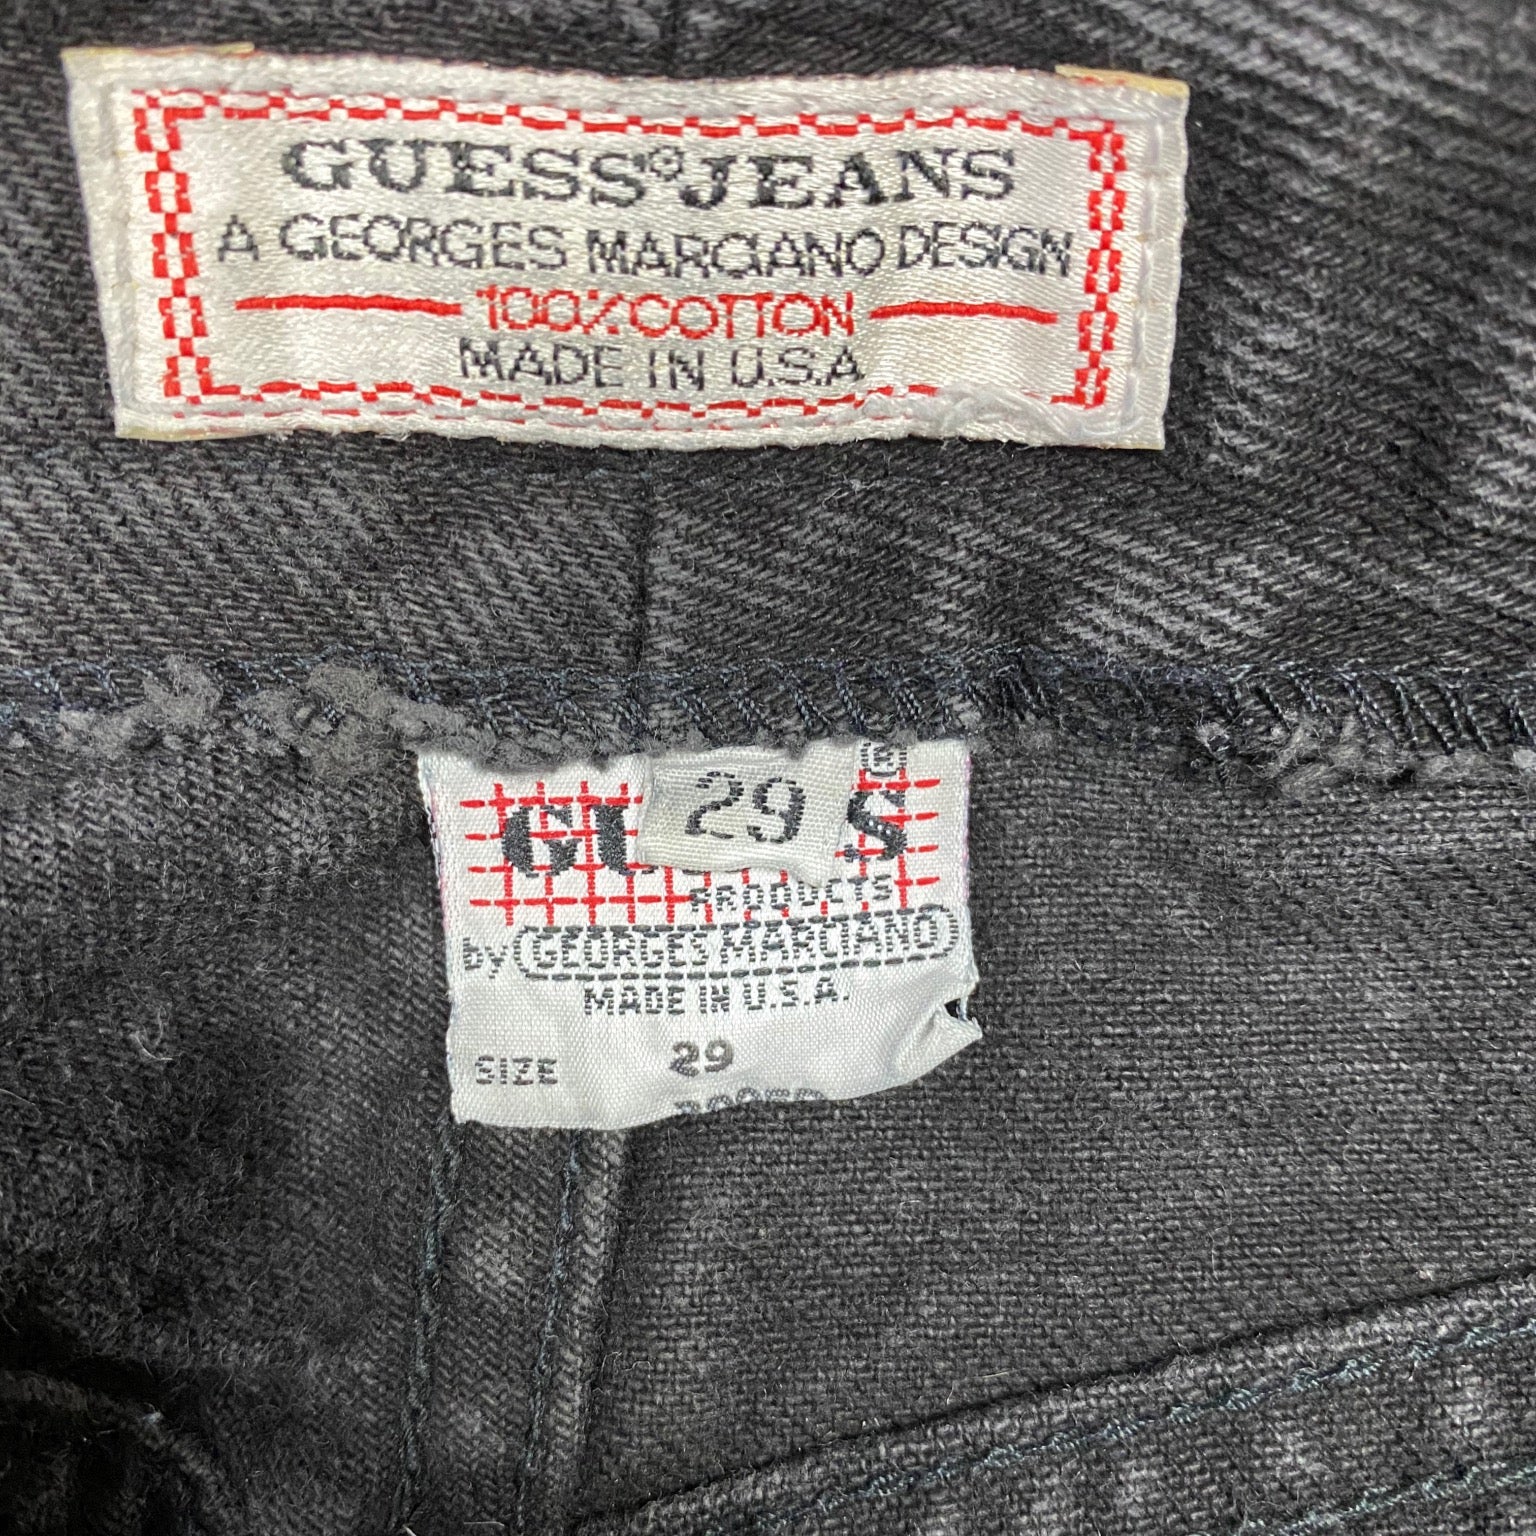 GUESS® JEANS
A GEORGES MARCIANO DESIGN
100% COTTON
MADE IN U.S.A
29
PRODUCTS
by GEORGES MARCIANO
MADE IN U.S.A.
SIZE 29